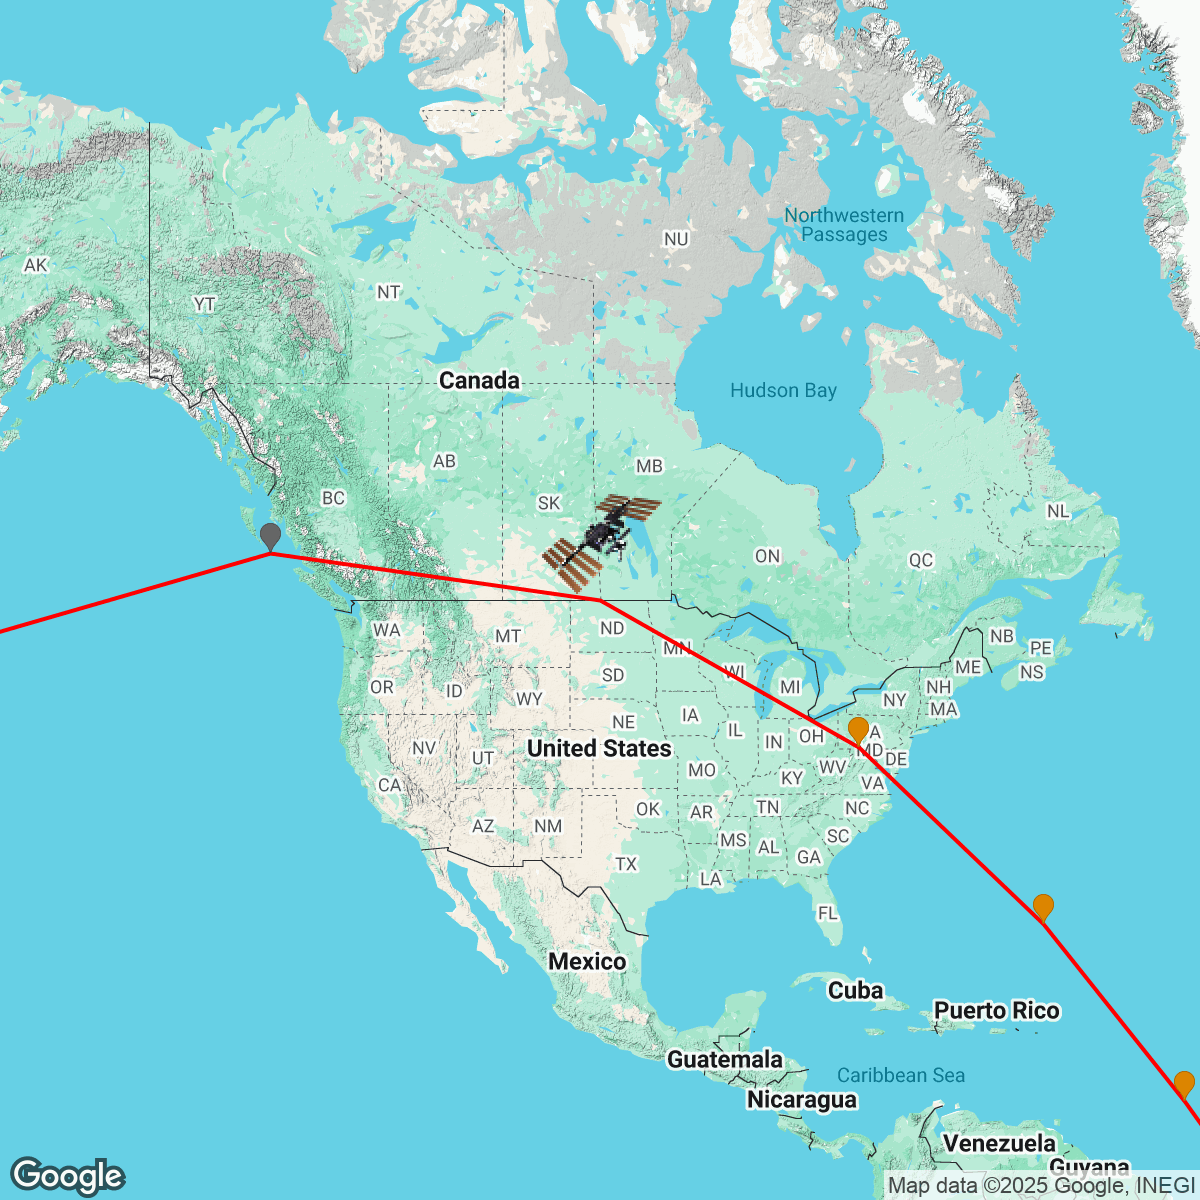 Northwestern
Passages
NU
AK
NT
YT
Canada
Hudson Bay
AB
MB
BC
SK
NL
ON
QC
WA
ND
NB
MT
MN
PE
WI
ME
NS
SD
OR
ID
MI
NH
WY
NY
MA
IA
NE
IL
OH
A
IN
NV
United States
MD
UT
DE
WV
MO
KY
CA
VA
OK
AR
TN
NC
AZ
NM
MS
AL
SC
GA
TX
LA
FL
Mexico
Cuba
Puerto Rico
Guatemala
Caribbean Sea
Nicaragua
Venezuela
Guyana
Google
Map data ©2025 Google, INEGI